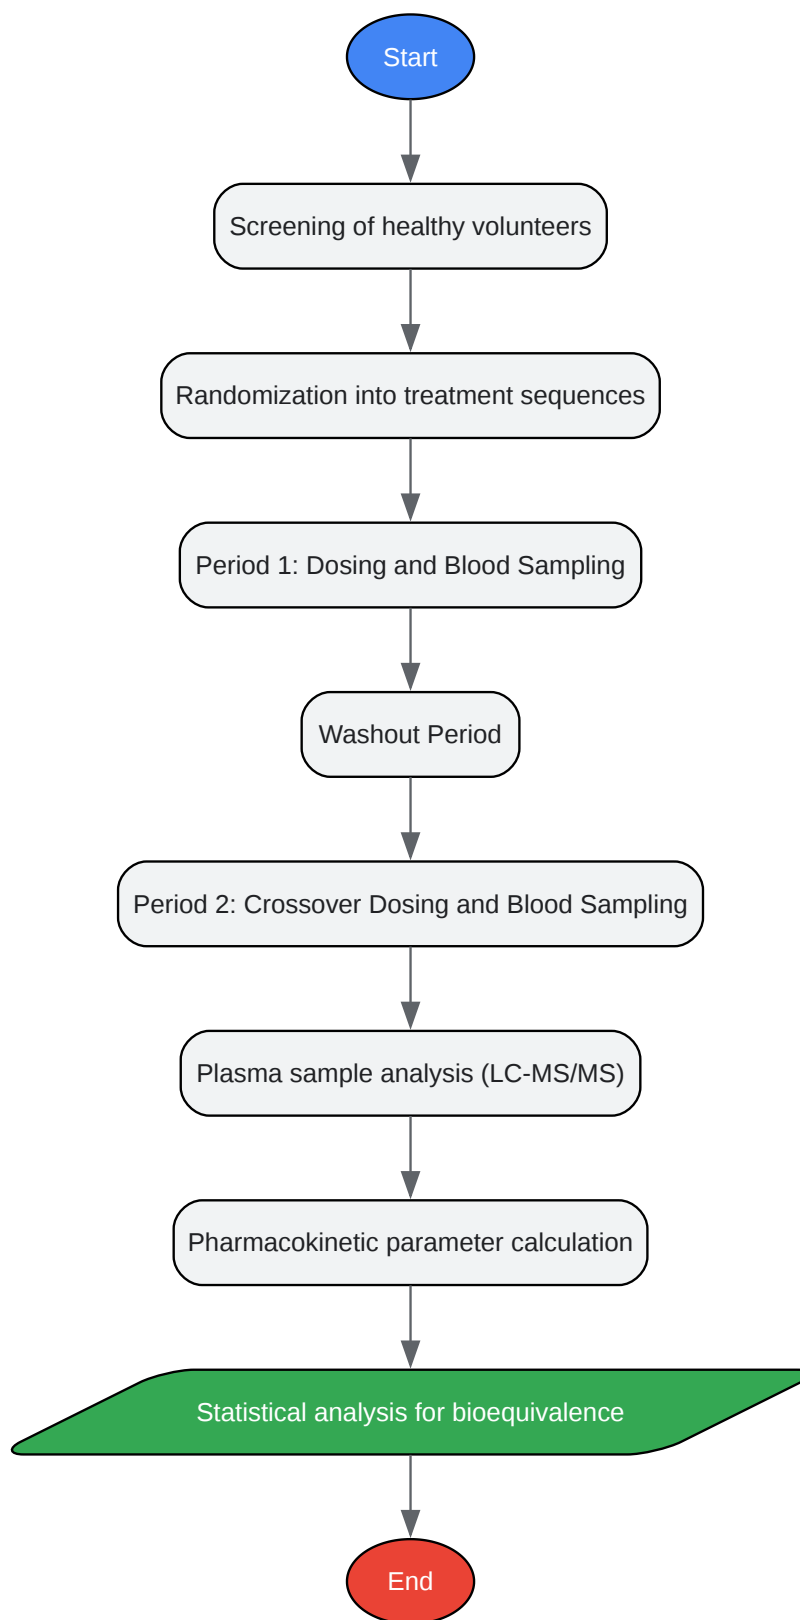 Start
Screening of healthy volunteers
Randomization into treatment sequences
Period 1: Dosing and Blood Sampling
Washout Period
Period 2: Crossover Dosing and Blood Sampling
Plasma sample analysis (LC-MS/MS)
Pharmacokinetic parameter calculation
Statistical analysis for bioequivalence
End